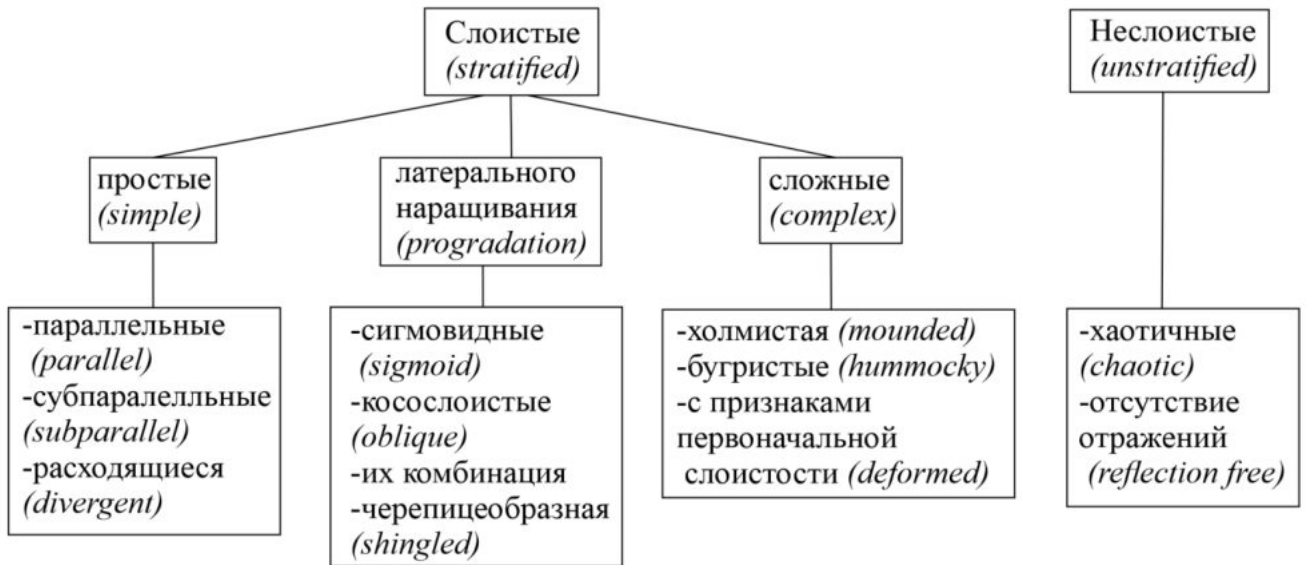 Слоистые
(stratified)
Неслоистые
(unstratified)
простые
(simple)
латерального
наращивания
(progradation)
сложные
(complex)
-параллельные
(parallel)
-субпаралелльные
(subparallel)
-расходящиеся
(divergent)
-сигмовидные
(sigmoid)
-косослоистые
(oblique)
-их комбинация
-черепицеобразная
(shingled)
-холмистая (mounded)
-бугристые (hummocky)
-с признаками
первоначальной
слоистости (deformed)
-хаотичные
(chaotic)
-отсутствие
отражений
(reflection free)